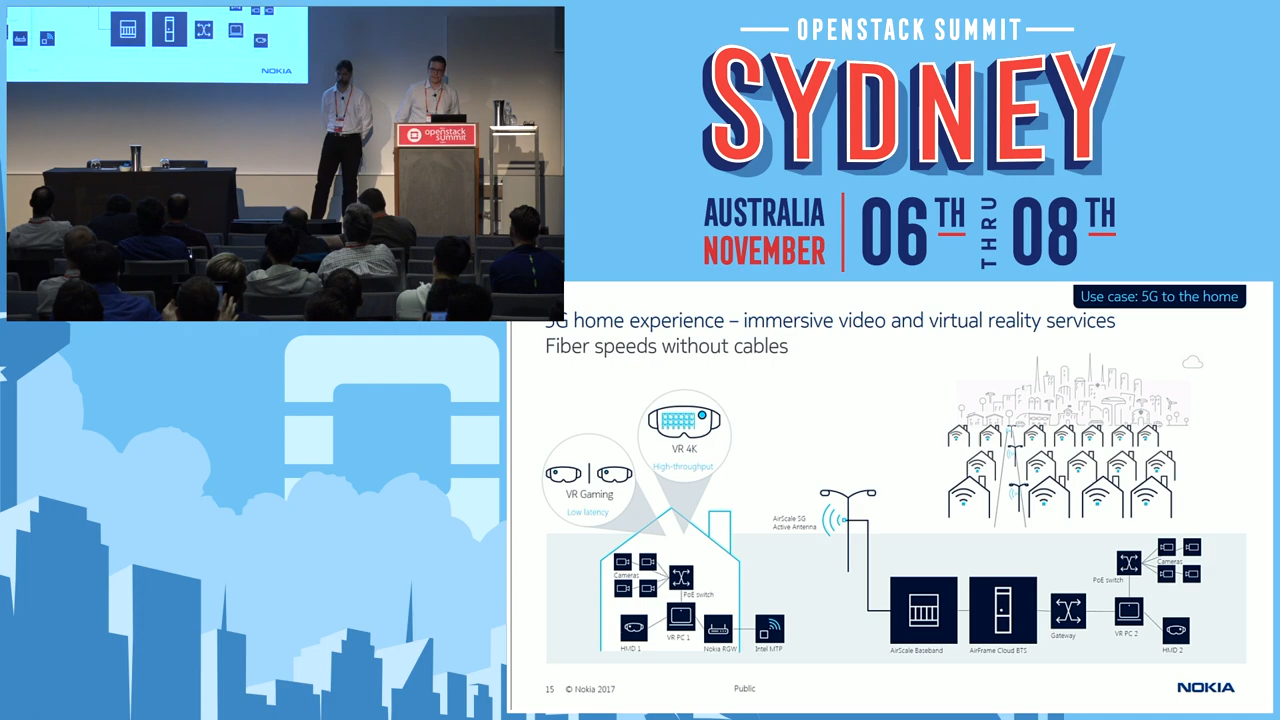 NOKIA
openstack
summit
OPENSTACK SUMMIT
SYDNEY
AUSTRALIA
NOVEMBER
06TH THRU 08TH
Use case: 5G to the home
5G home experience – immersive video and virtual reality services
Fiber speeds without cables
VR 4K
High-throughput
VR Gaming
Low latency
AirScale 5G
Active Antenna
Cameras
PoE switch
HMD 1
VR PC 1
Nokia RGW
Intel MTP
AirScale Baseband
AirFrame Cloud BTS
Gateway
PoE switch
Cameras
VR PC 2
HMD 2
15 © Nokia 2017
Public
NOKIA